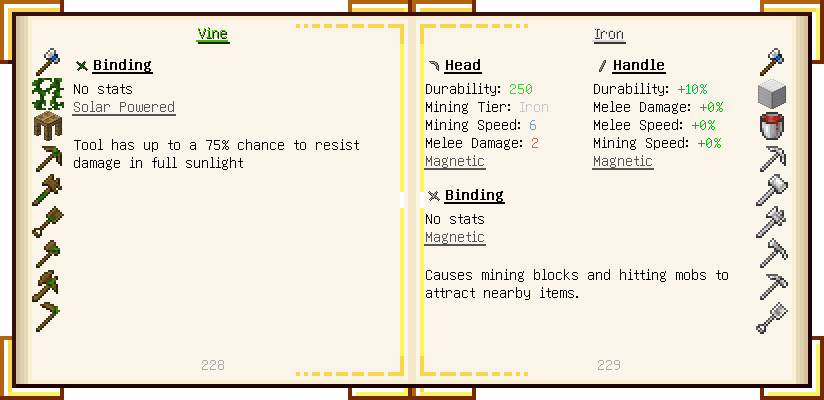 Vine
Binding
No stats
Solar Powered
Tool has up to a 75% chance to resist
damage in full sunlight
228
Iron
Head
Durability: 250
Mining Tier: Iron
Mining Speed: 6
Melee Damage: 2
Magnetic
Handle
Durability: +10%
Melee Damage: +0%
Melee Speed: +0%
Mining Speed: +0%
Magnetic
Binding
No stats
Magnetic
Causes mining blocks and hitting mobs to
attract nearby items.
229